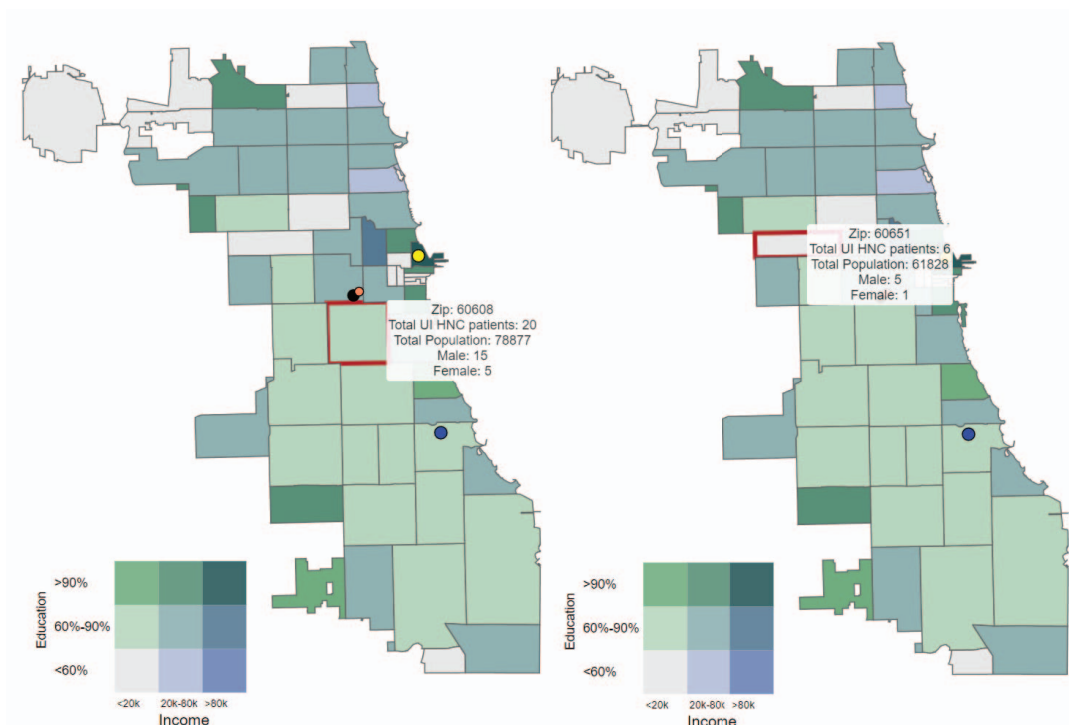 Zip: 60608
Total UI HNC patients: 20
Total Population: 78877
Male: 15
Female: 5
Education
>90%
60%-90%
<60%
<20k
20k-80k
>80k
Income
Zip: 60651
Total UI HNC patients: 6
Total Population: 61828
Male: 5
Female: 1
Education
>90%
60%-90%
<60%
<20k
20k-80k
>80k
Income